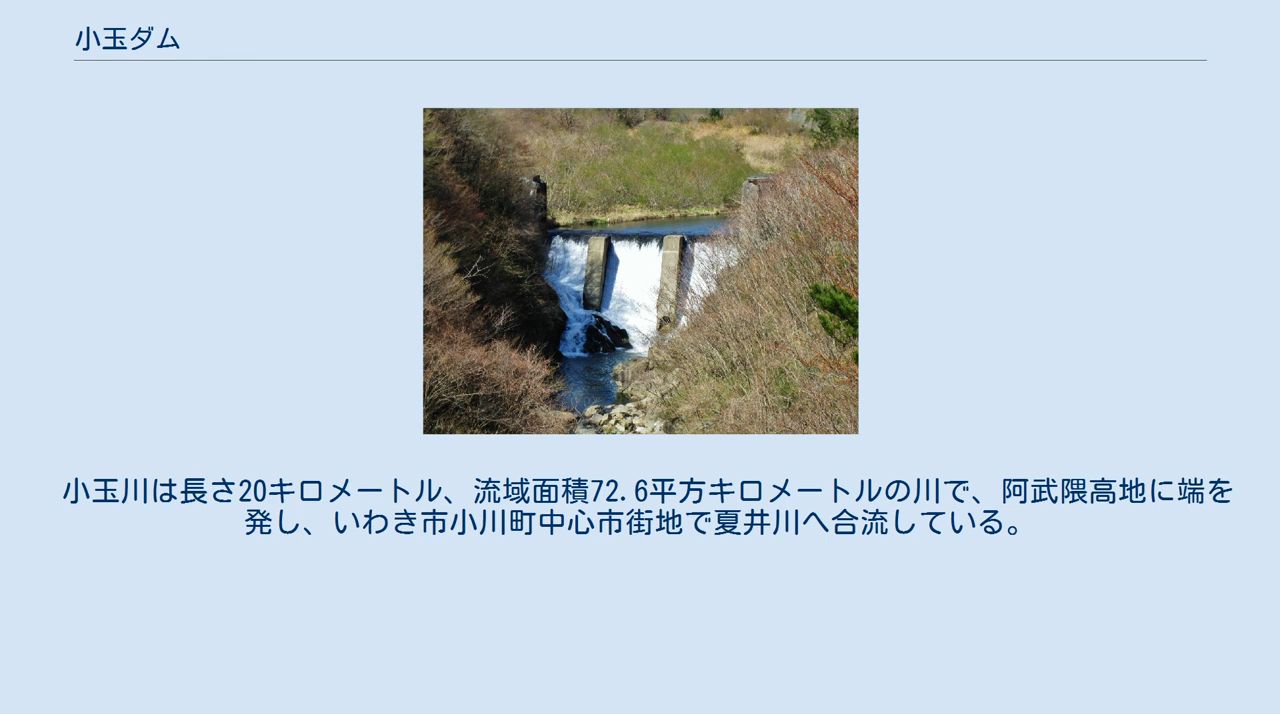 小玉ダム
小玉川は長さ20キロメートル、流域面積72.6平方キロメートルの川で、阿武隈高地に端を
発し、いわき市小川町中心市街地で夏井川へ合流している。